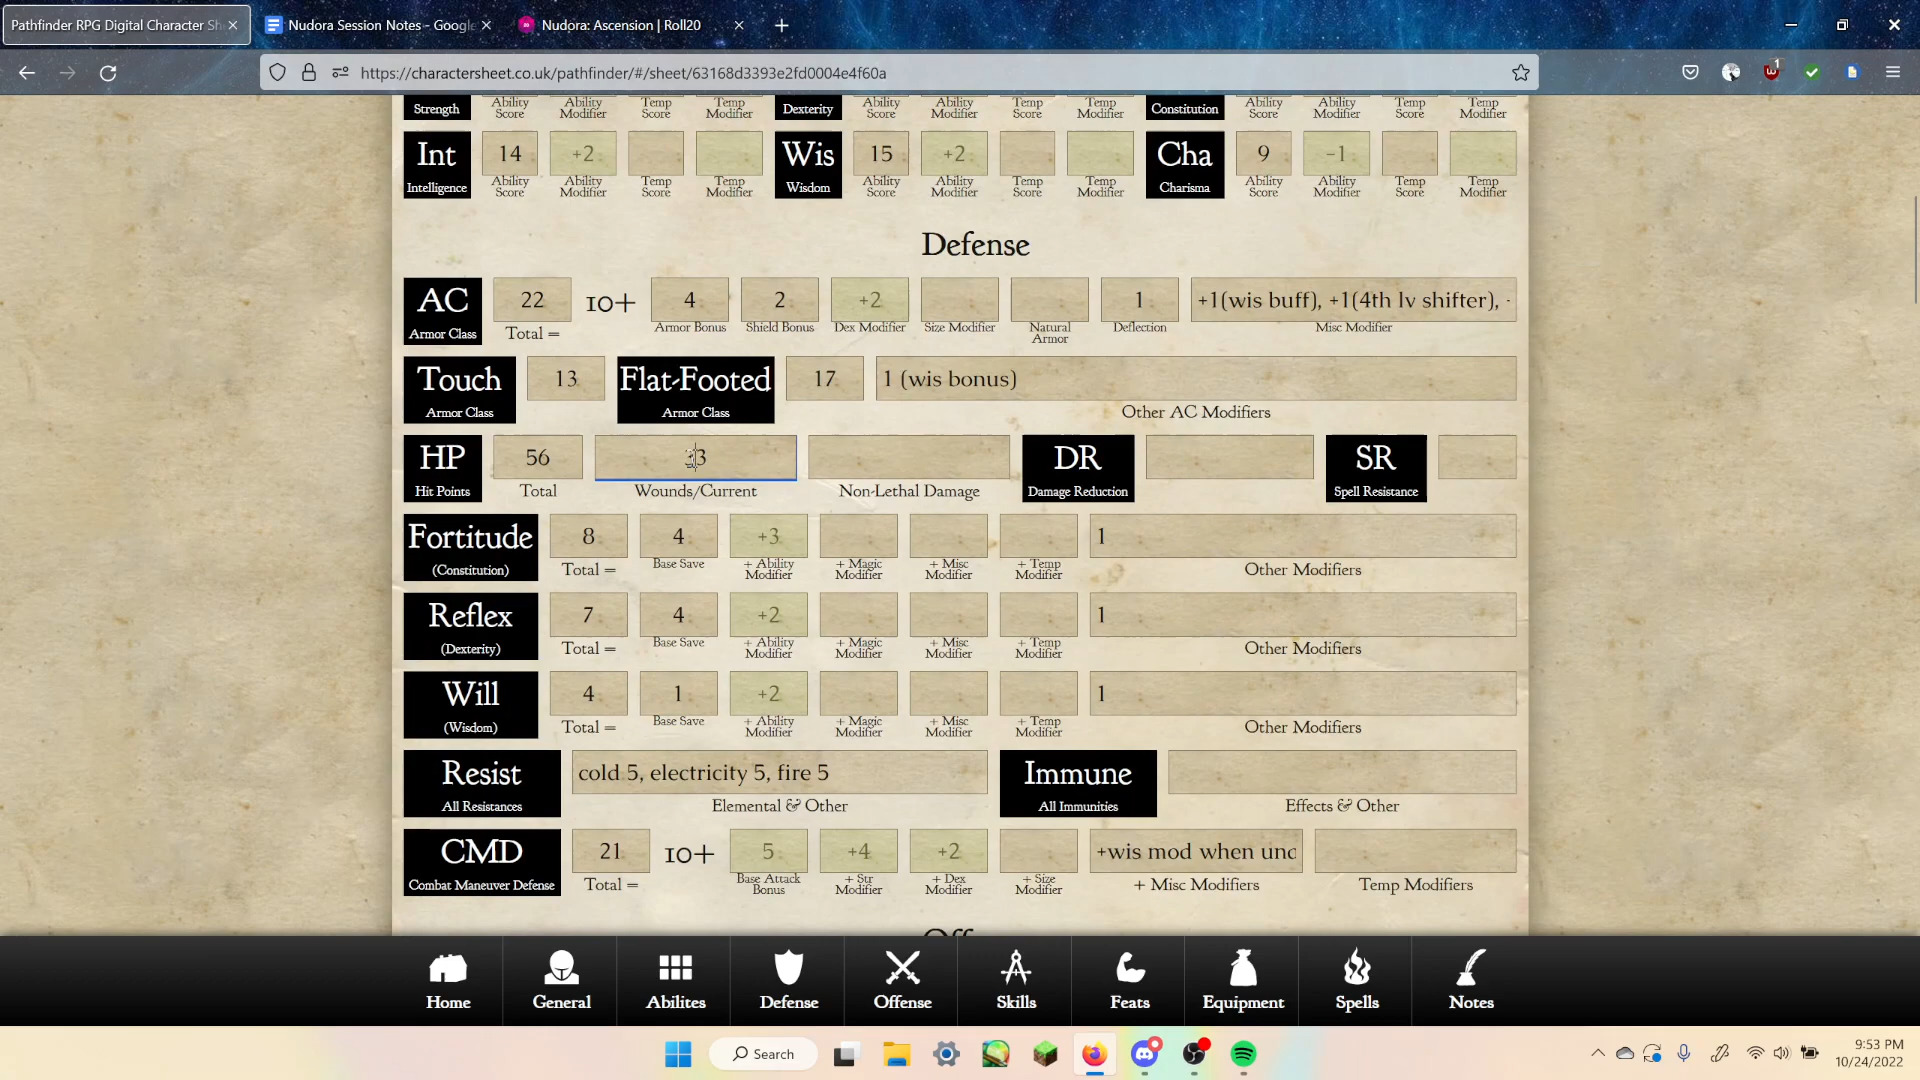 Pathfinder RPG Digital Character Sh
Nudora Session Notes - Google
Nudora: Ascension | Roll20
https://charactersheet.co.uk/pathfinder/#/sheet/63168d3393e2fd0004e4f60a
1
Strength Ability Score Ability Modifier Temp Score Temp Modifier Dexterity Ability Score Ability Modifier Temp Score Temp Modifier Constitution Ability Score Ability Modifier Temp Score Temp Modifier
Int 14 +2 Wis 15 +2 Cha 9 -1
Intelligence Ability Score Ability Modifier Temp Score Temp Modifier Wisdom Ability Score Ability Modifier Temp Score Temp Modifier Charisma Ability Score Ability Modifier Temp Score Temp Modifier
Defense
AC 22 10+ 4 2 +2 1 +1(wis buff), +1(4th lv shifter),
Armor Class Total = Armor Bonus Shield Bonus Dex Modifier Size Modifier Natural Armor Deflection Misc Modifier
Touch 13 Flat-Footed 17 1 (wis bonus)
Armor Class Armor Class Other AC Modifiers
HP 56 33 DR SR
Hit Points Total Wounds/Current Non-Lethal Damage Damage Reduction Spell Resistance
Fortitude 8 4 +3 1
(Constitution) Total = Base Save + Ability Modifier + Magic Modifier + Misc Modifier + Temp Modifier Other Modifiers
Reflex 7 4 +2 1
(Dexterity) Total = Base Save + Ability Modifier + Magic Modifier + Misc Modifier + Temp Modifier Other Modifiers
Will 4 1 +2 1
(Wisdom) Total = Base Save + Ability Modifier + Magic Modifier + Misc Modifier + Temp Modifier Other Modifiers
Resist cold 5, electricity 5, fire 5 Immune
All Resistances Elemental & Other All Immunities Effects & Other
CMD 21 10+ 5 +4 +2 +wis mod when unc
Combat Maneuver Defense Total = Base Attack Bonus + Str Modifier + Dex Modifier + Size Modifier + Misc Modifiers Temp Modifiers
Home General Abilites Defense Offense Skills Feats Equipment Spells Notes
Search
9:53 PM
10/24/2022